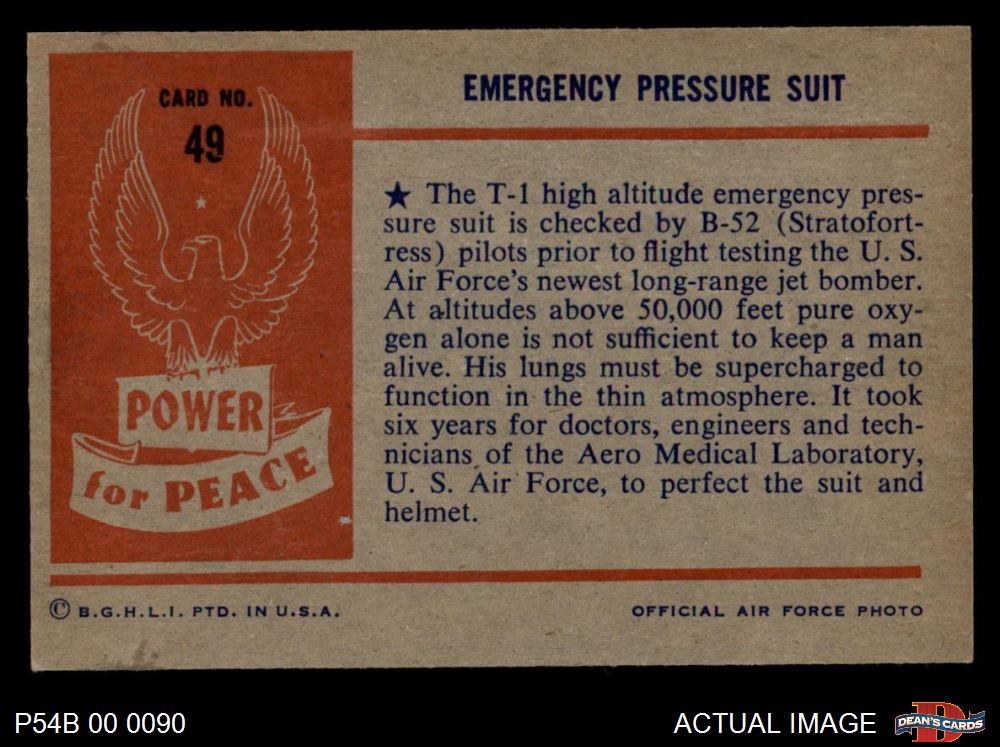 CARD NO.
49
POWER
for PEACE
EMERGENCY PRESSURE SUIT
★ The T-1 high altitude emergency pres-
sure suit is checked by B-52 (Stratofort-
ress) pilots prior to flight testing the U. S.
Air Force's newest long-range jet bomber.
At altitudes above 50,000 feet pure oxy-
gen alone is not sufficient to keep a man
alive. His lungs must be supercharged to
function in the thin atmosphere. It took
six years for doctors, engineers and tech-
nicians of the Aero Medical Laboratory,
U. S. Air Force, to perfect the suit and
helmet.
© B.G.H.L.I. PTD. IN U.S.A.
OFFICIAL AIR FORCE PHOTO
P54B 00 0090
ACTUAL IMAGE
DEAN'S CARDS